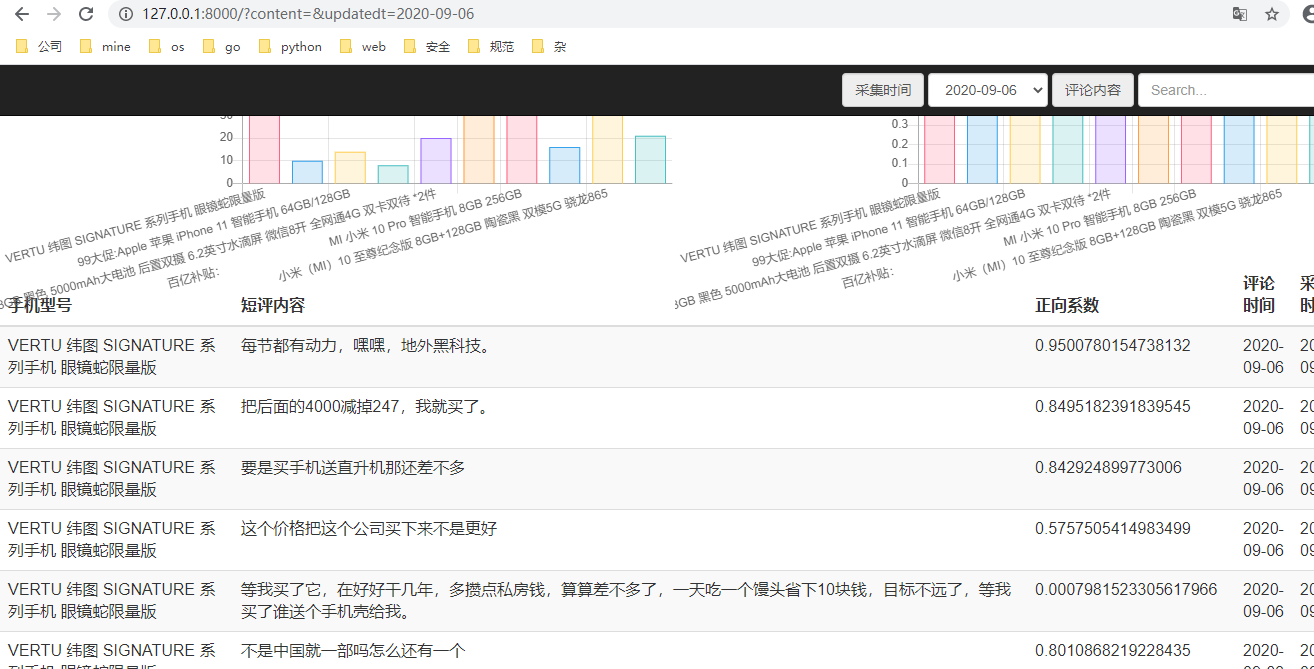 127.0.0.1:8000/?content=&updatedt=2020-09-06
公司 mine os go python web 安全 规范 杂
采集时间 2020-09-06 评论内容 Search...
20
10
0
VERTU 纬图 SIGNATURE 系列手机 眼镜蛇限量版
99大促:Apple 苹果 iPhone 11 智能手机 64GB/128GB
黑色 5000mAh大电池 后置双摄 6.2英寸水滴屏 微信8开 全网通4G 双卡双待 *2件
百亿补贴：
MI 小米 10 Pro 智能手机 8GB 256GB
小米（MI）10 至尊纪念版 8GB+128GB 陶瓷黑 双模5G 骁龙865
0.3
0.2
0.1
0
VERTU 纬图 SIGNATURE 系列手机 眼镜蛇限量版
99大促:Apple 苹果 iPhone 11 智能手机 64GB/128GB
3GB 黑色 5000mAh大电池 后置双摄 6.2英寸水滴屏 微信8开 全网通4G 双卡双待 *2件
百亿补贴：
MI 小米 10 Pro 智能手机 8GB 256GB
小米（MI）10 至尊纪念版 8GB+128GB 陶瓷黑 双模5G 骁龙865
手机型号 短评内容 正向系数 评论
时间
VERTU 纬图 SIGNATURE 系 每节都有动力，嘿嘿，地外黑科技。 0.9500780154738132 2020-
列手机 眼镜蛇限量版 09-06
VERTU 纬图 SIGNATURE 系 把后面的4000减掉247，我就买了。 0.8495182391839545 2020-
列手机 眼镜蛇限量版 09-06
VERTU 纬图 SIGNATURE 系 要是买手机送直升机那还差不多 0.842924899773006 2020-
列手机 眼镜蛇限量版 09-06
VERTU 纬图 SIGNATURE 系 这个价格把这个公司买下来不是更好 0.5757505414983499 2020-
列手机 眼镜蛇限量版 09-06
VERTU 纬图 SIGNATURE 系 等我买了它，在好好干几年，多攒点私房钱，算算差不多了，一天吃一个馒头省下10块钱，目标不远了，等我 0.0007981523305617966 2020-
列手机 眼镜蛇限量版 买了谁送个手机壳给我。 09-06
VERTU 纬图 SIGNATURE 系 不是中国就一部吗怎么还有一个 0.8010868219228435 2020-